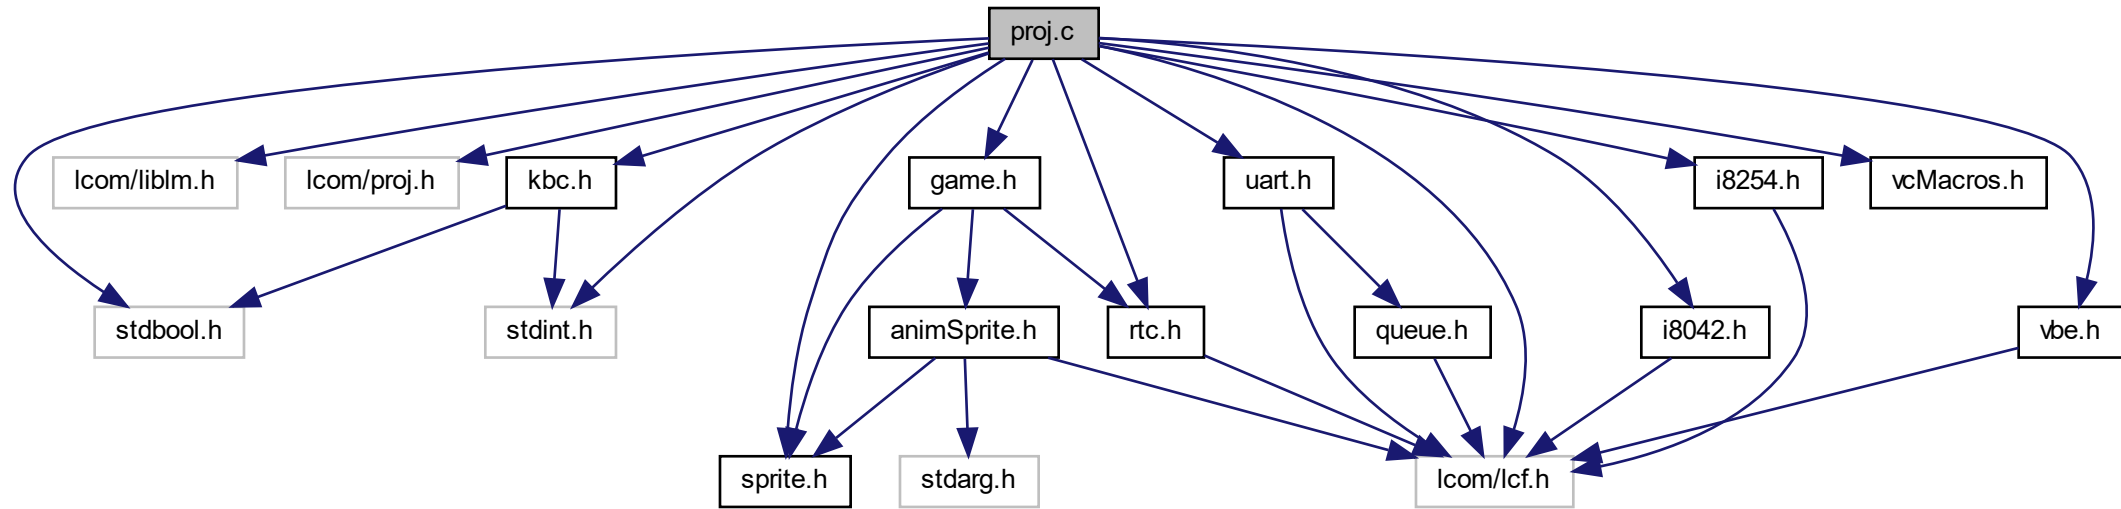 proj.c
lcom/liblm.h
lcom/proj.h
kbc.h
game.h
uart.h
i8254.h
vcMacros.h
stdbool.h
stdint.h
animSprite.h
rtc.h
queue.h
i8042.h
vbe.h
sprite.h
stdarg.h
lcom/lcf.h